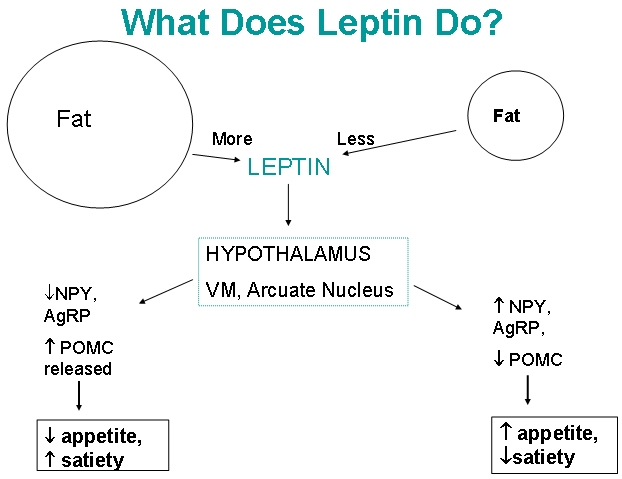 What Does Leptin Do?
Fat
Fat
More
Less
LEPTIN
HYPOTHALAMUS
VM, Arcuate Nucleus
↓NPY,
AgRP
↑ POMC
released
↑ NPY,
AgRP,
↓ POMC
↓ appetite,
↑ satiety
↑ appetite,
↓satiety